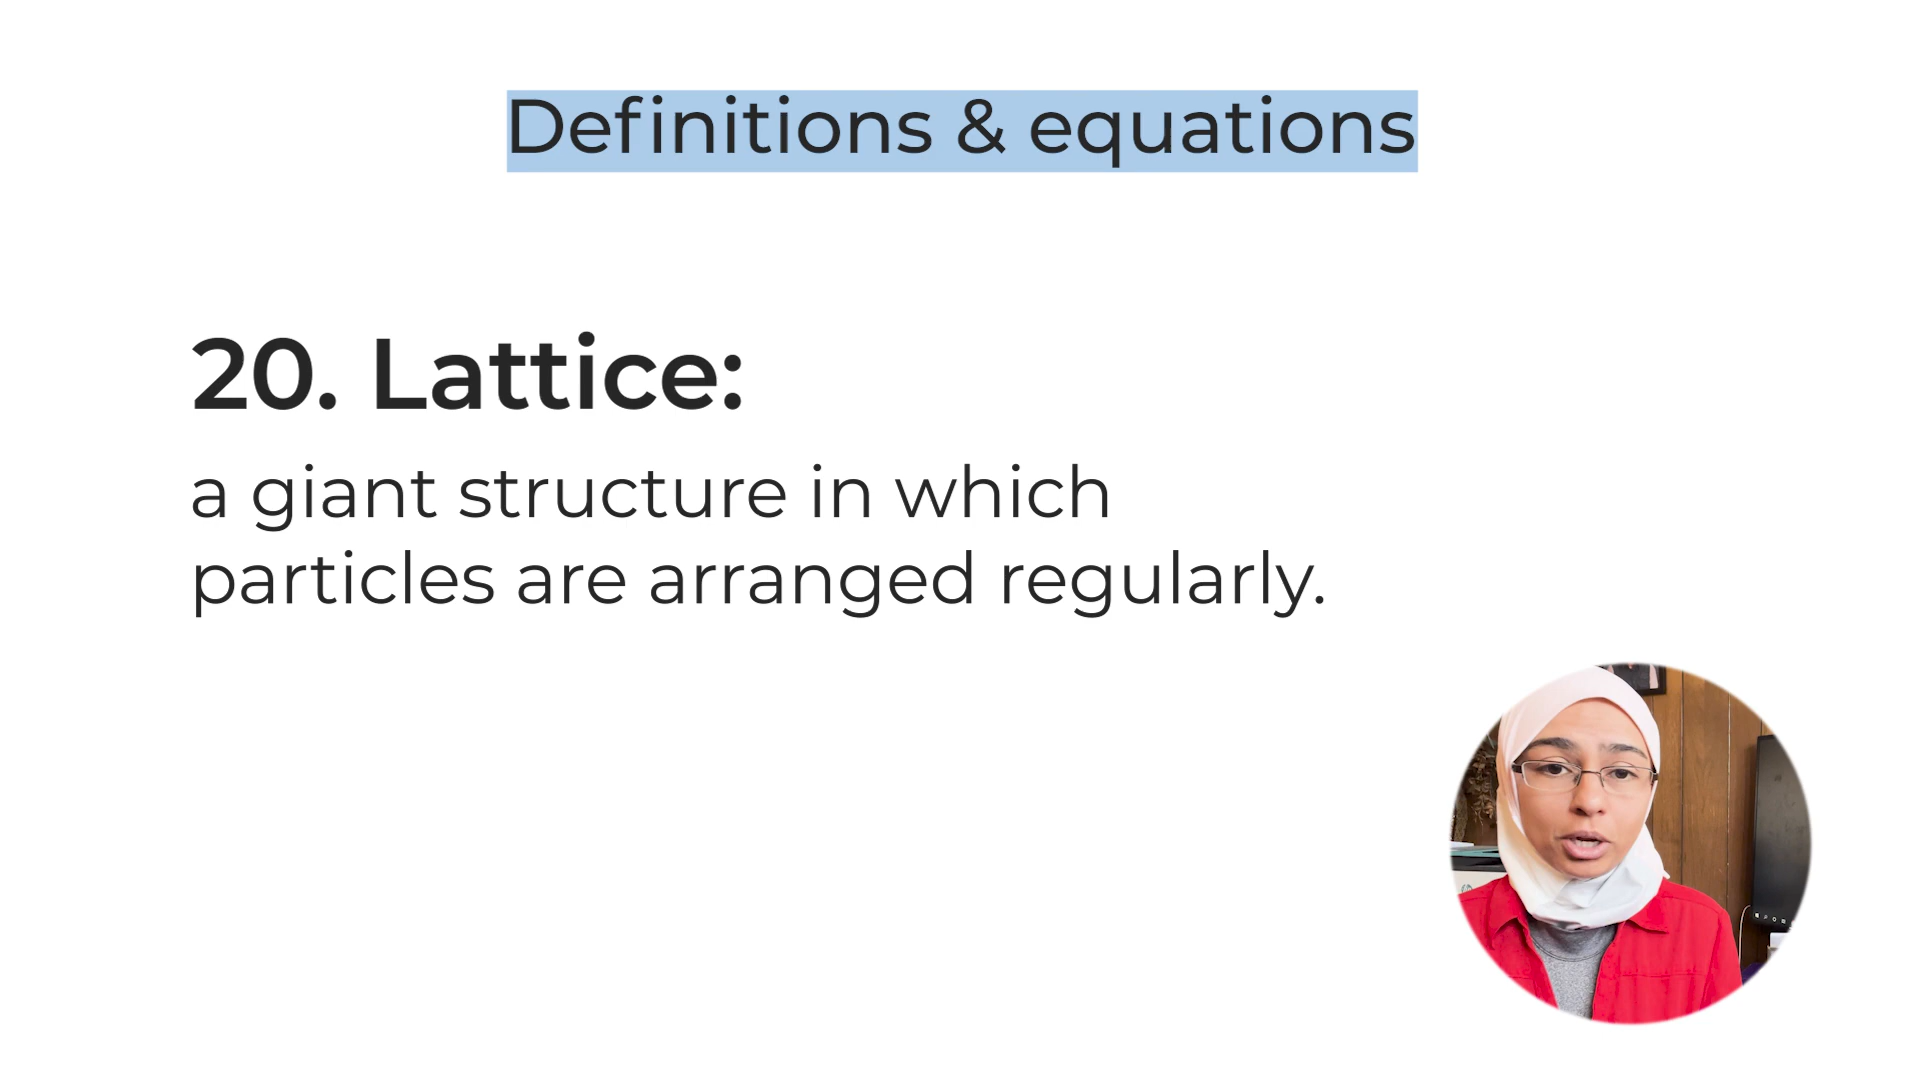 Definitions & equations
20. Lattice:
a giant structure in which
particles are arranged regularly.